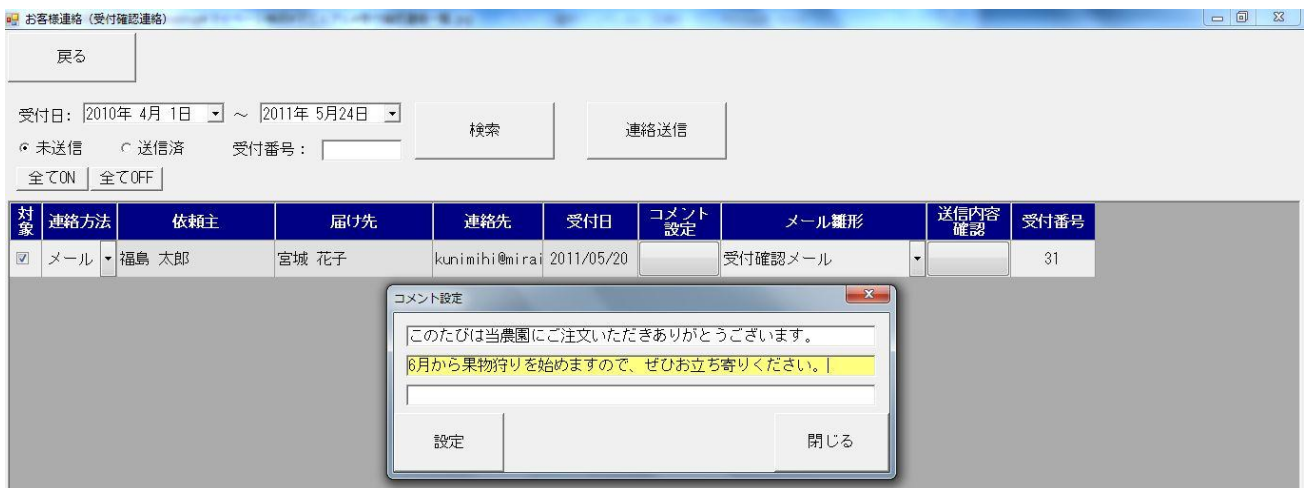 お客様連絡（受付確認連絡）
戻る
受付日： 2010年 4月 1日 ～ 2011年 5月24日
検索
連絡送信
未送信 送信済 受付番号：
全てON 全てOFF
対象 連絡方法 依頼主 届け先 連絡先 受付日 コメント設定 メール雛形 送信内容確認 受付番号
メール 福島 太郎 宮城 花子 kunimihi@mirai 2011/05/20 受付確認メール 31
コメント設定
このたびは当農園にご注文いただきありがとうございます。
6月から果物狩りを始めますので、ぜひお立ち寄りください。
設定 閉じる